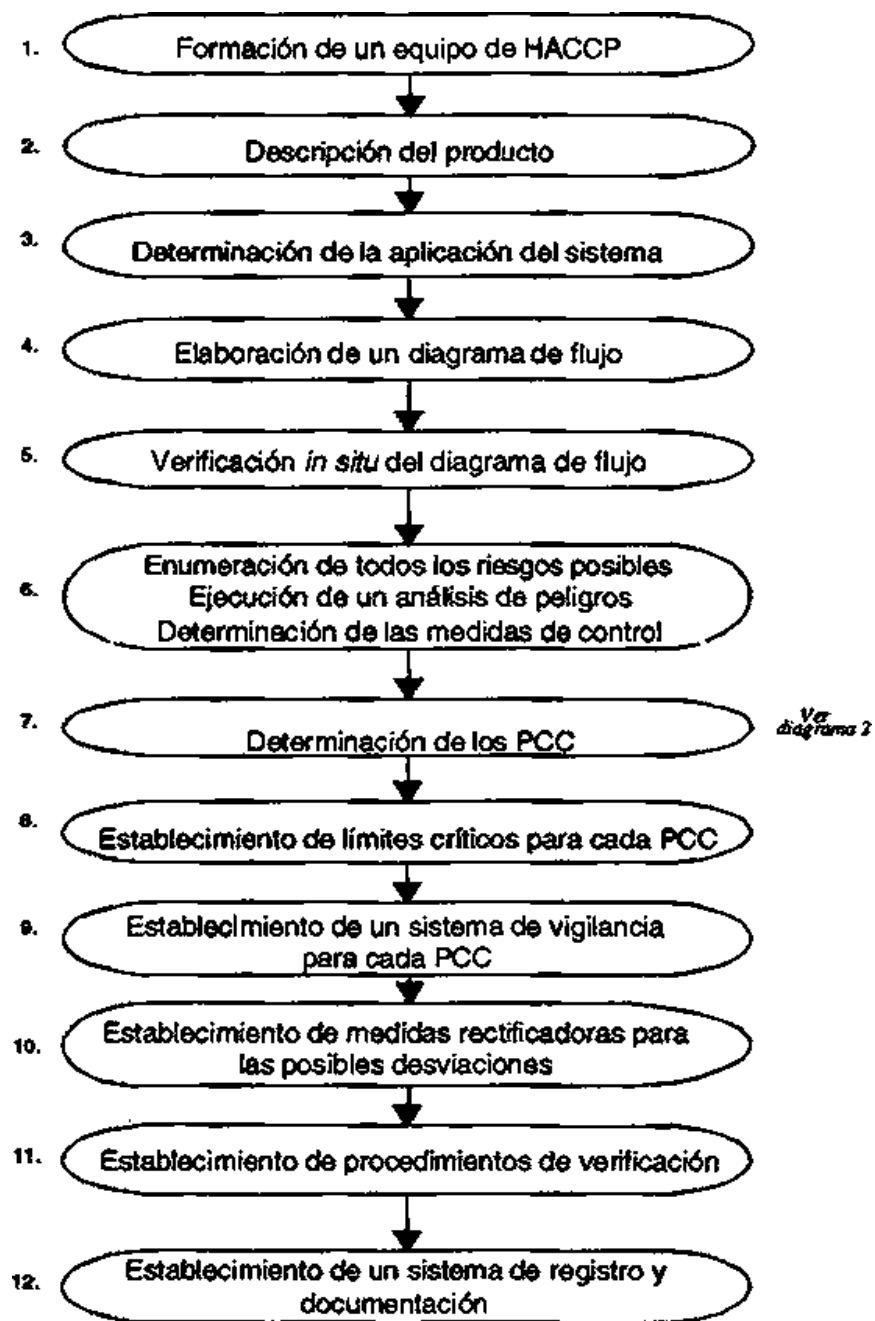 1. Formación de un equipo de HACCP
2. Descripción del producto
3. Determinación de la aplicación del sistema
4. Elaboración de un diagrama de flujo
5. Verificación in situ del diagrama de flujo
Enumeración de todos los riesgos posibles
6. Ejecución de un análisis de peligros
Determinación de las medidas de control
7. Determinación de los PCC
Ver
diagrama 2
8. Establecimiento de límites críticos para cada PCC
9. Establecimiento de un sistema de vigilancia
para cada PCC
10. Establecimiento de medidas rectificadoras para
las posibles desviaciones
11. Establecimiento de procedimientos de verificación
12. Establecimiento de un sistema de registro y
documentación